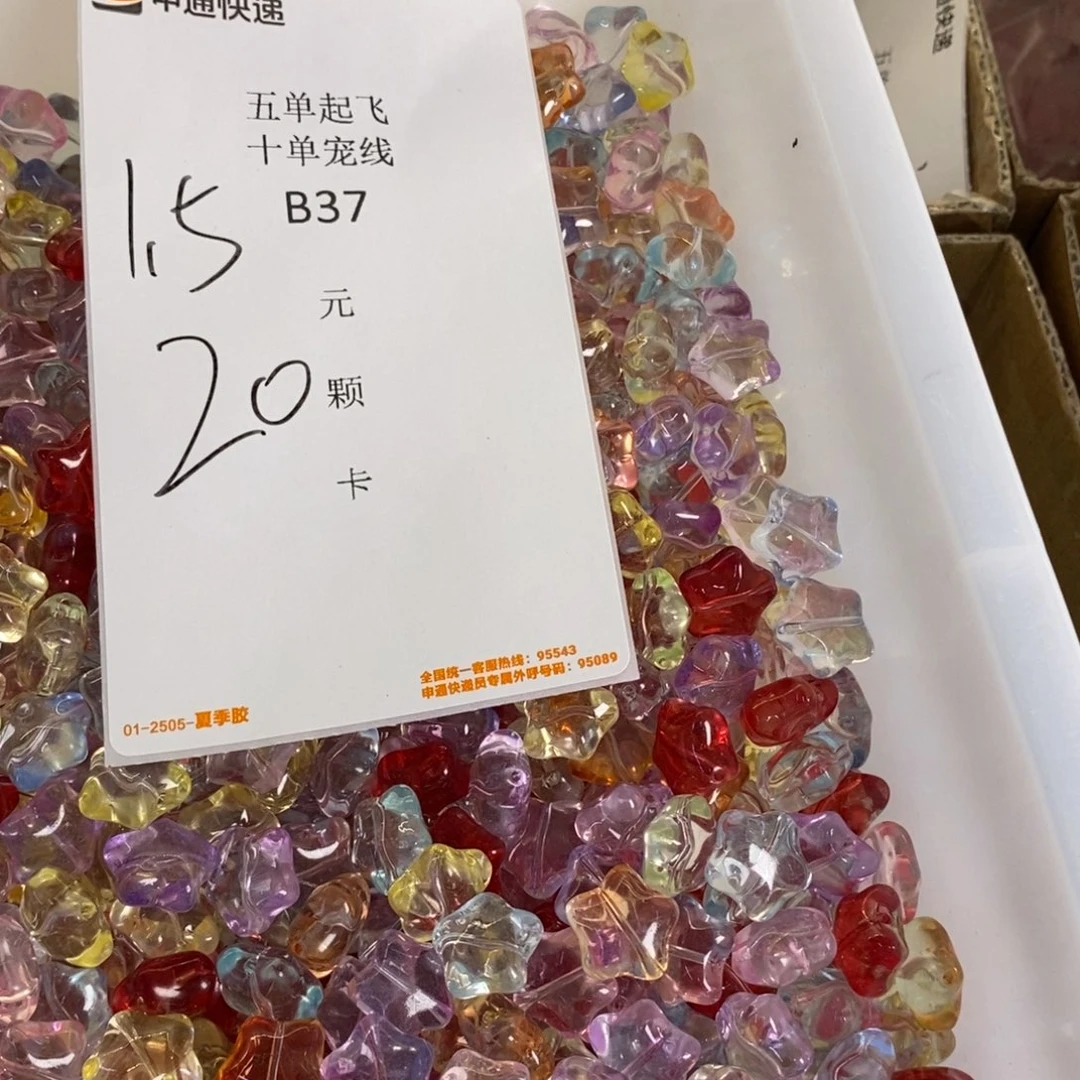 申通快递
五单起飞
十单宠线
B37
1.5 元
20 颗
卡
全国统一客服热线：95543
申通快递员专属外呼号码：95089
01-2505-夏季胶